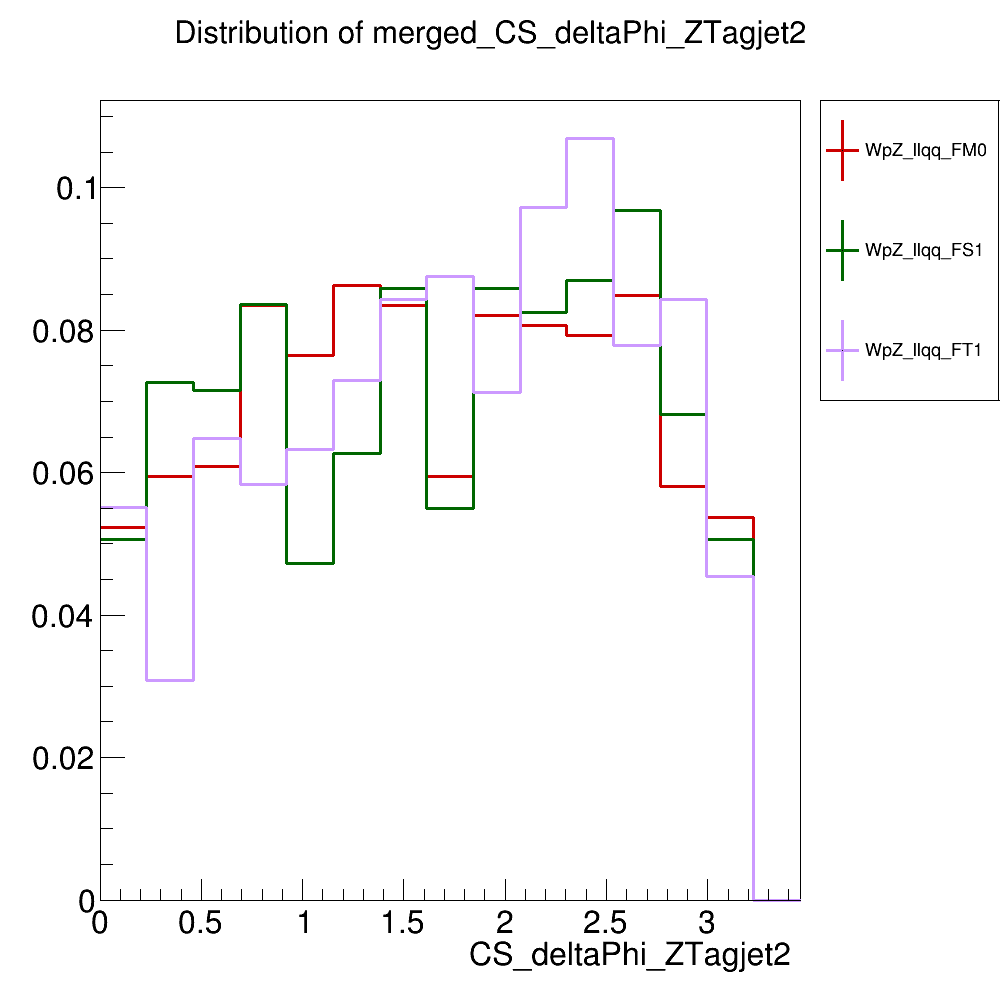 Distribution of merged_CS_deltaPhi_ZTagjet2
WpZ_llqq_FM0
WpZ_llqq_FS1
WpZ_llqq_FT1
0.1
0.08
0.06
0.04
0.02
0
0 0.5 1 1.5 2 2.5 3
CS_deltaPhi_ZTagjet2